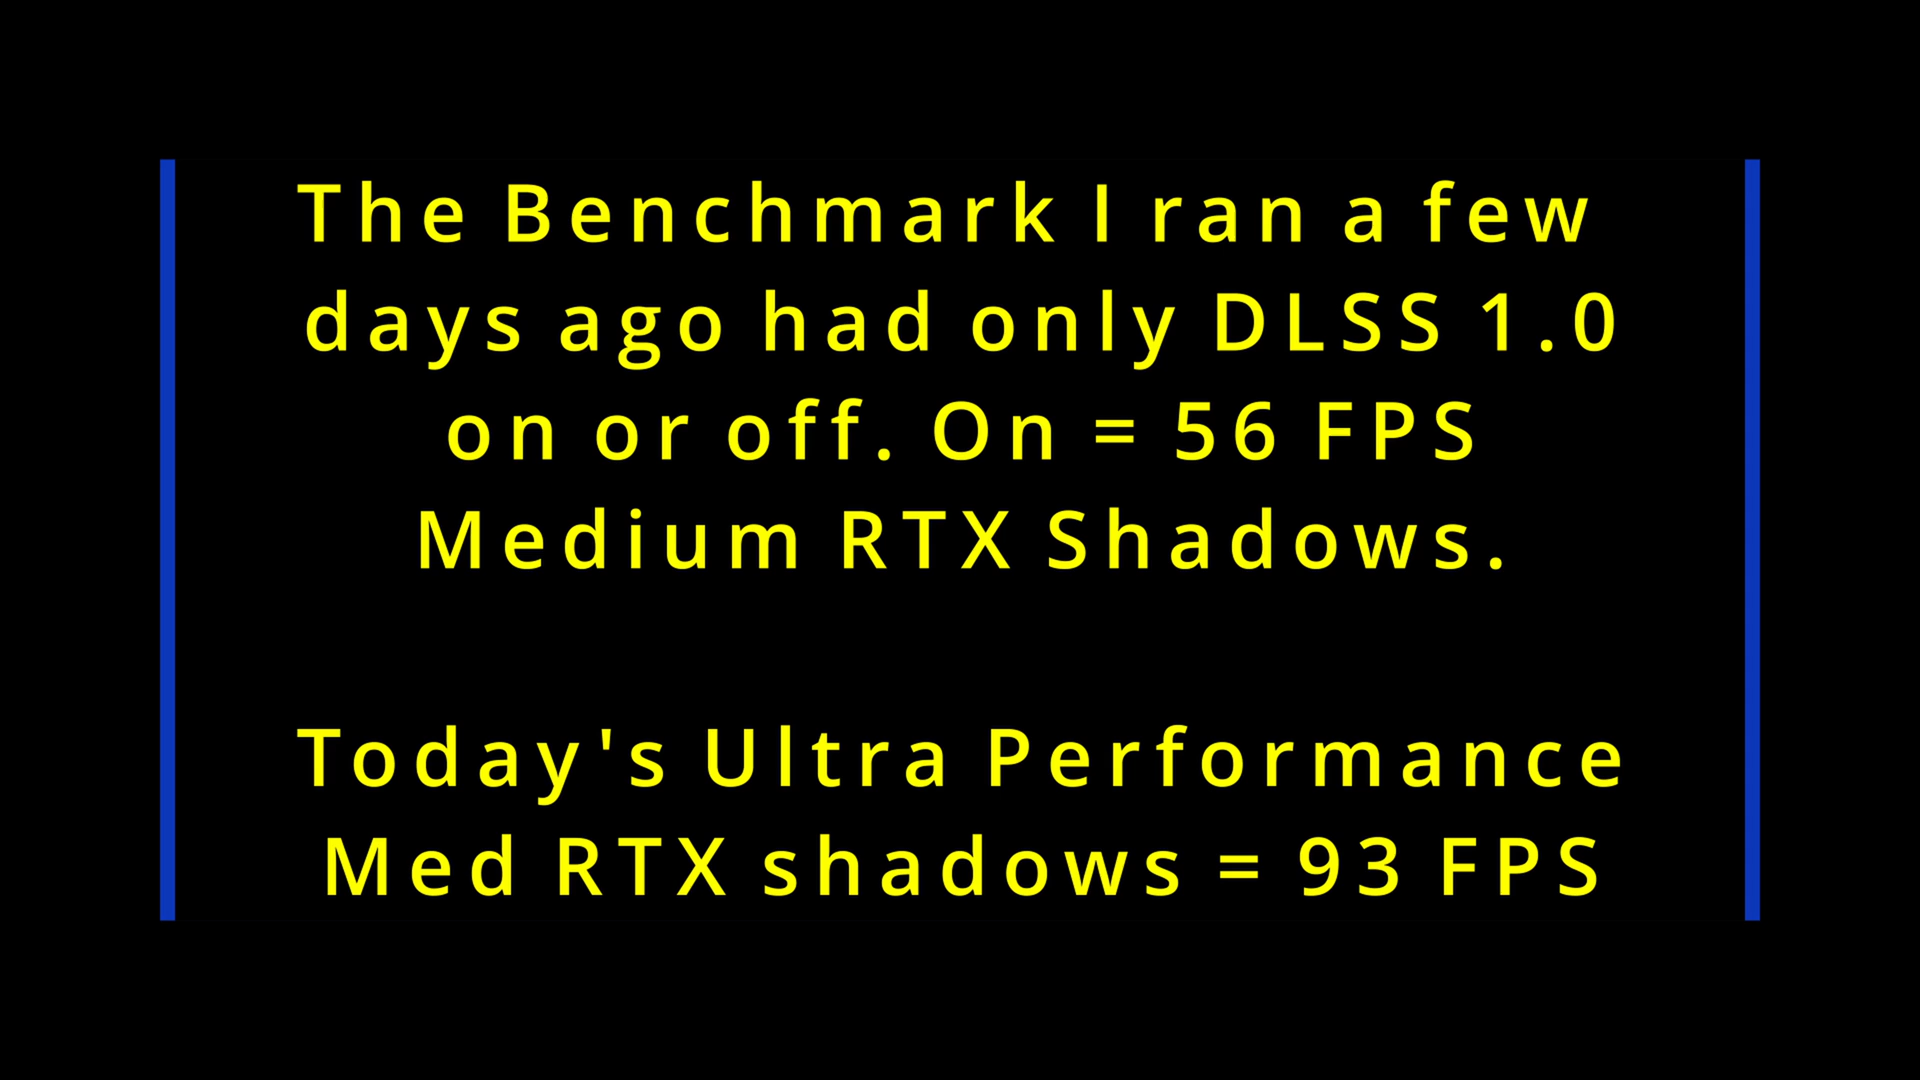 The Benchmark I ran a few
days ago had only DLSS 1.0
on or off. On = 56 FPS
Medium RTX Shadows.
Today's Ultra Performance
Med RTX shadows = 93 FPS